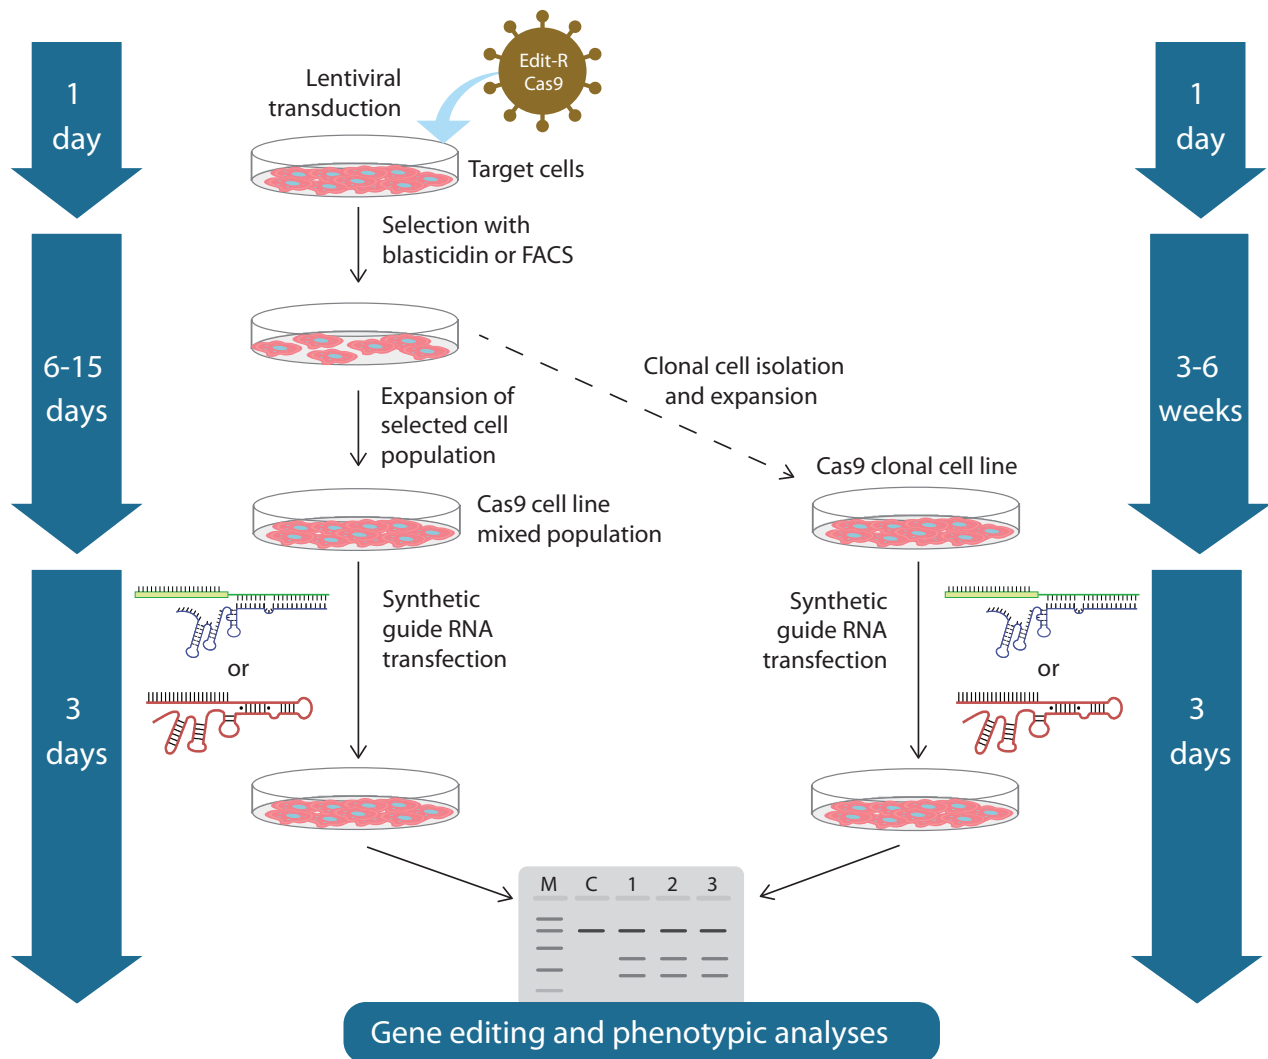 1
day
Lentiviral
transduction
Edit-R
Cas9
1
day
Target cells
Selection with
blasticidin or FACS
6-15
days
Clonal cell isolation
and expansion
3-6
weeks
Expansion of
selected cell
population
Cas9 clonal cell line
Cas9 cell line
mixed population
Synthetic
guide RNA
transfection
Synthetic
guide RNA
transfection
or
or
3
days
3
days
M C 1 2 3
Gene editing and phenotypic analyses